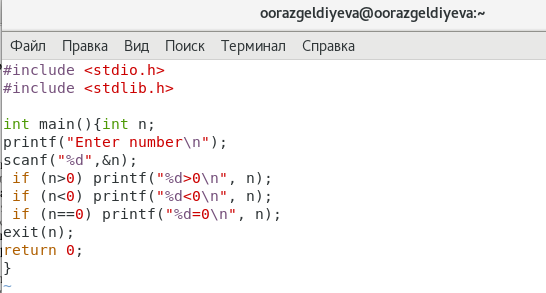 oorazgeldiyeva@oorazgeldiyeva:~
Файл Правка Вид Поиск Терминал Справка
#include <stdio.h>
#include <stdlib.h>

int main(){int n;
printf("Enter number\n");
scanf("%d",&n);
 if (n>0) printf("%d>0\n", n);
 if (n<0) printf("%d<0\n", n);
 if (n==0) printf("%d=0\n", n);
exit(n);
return 0;
}
~